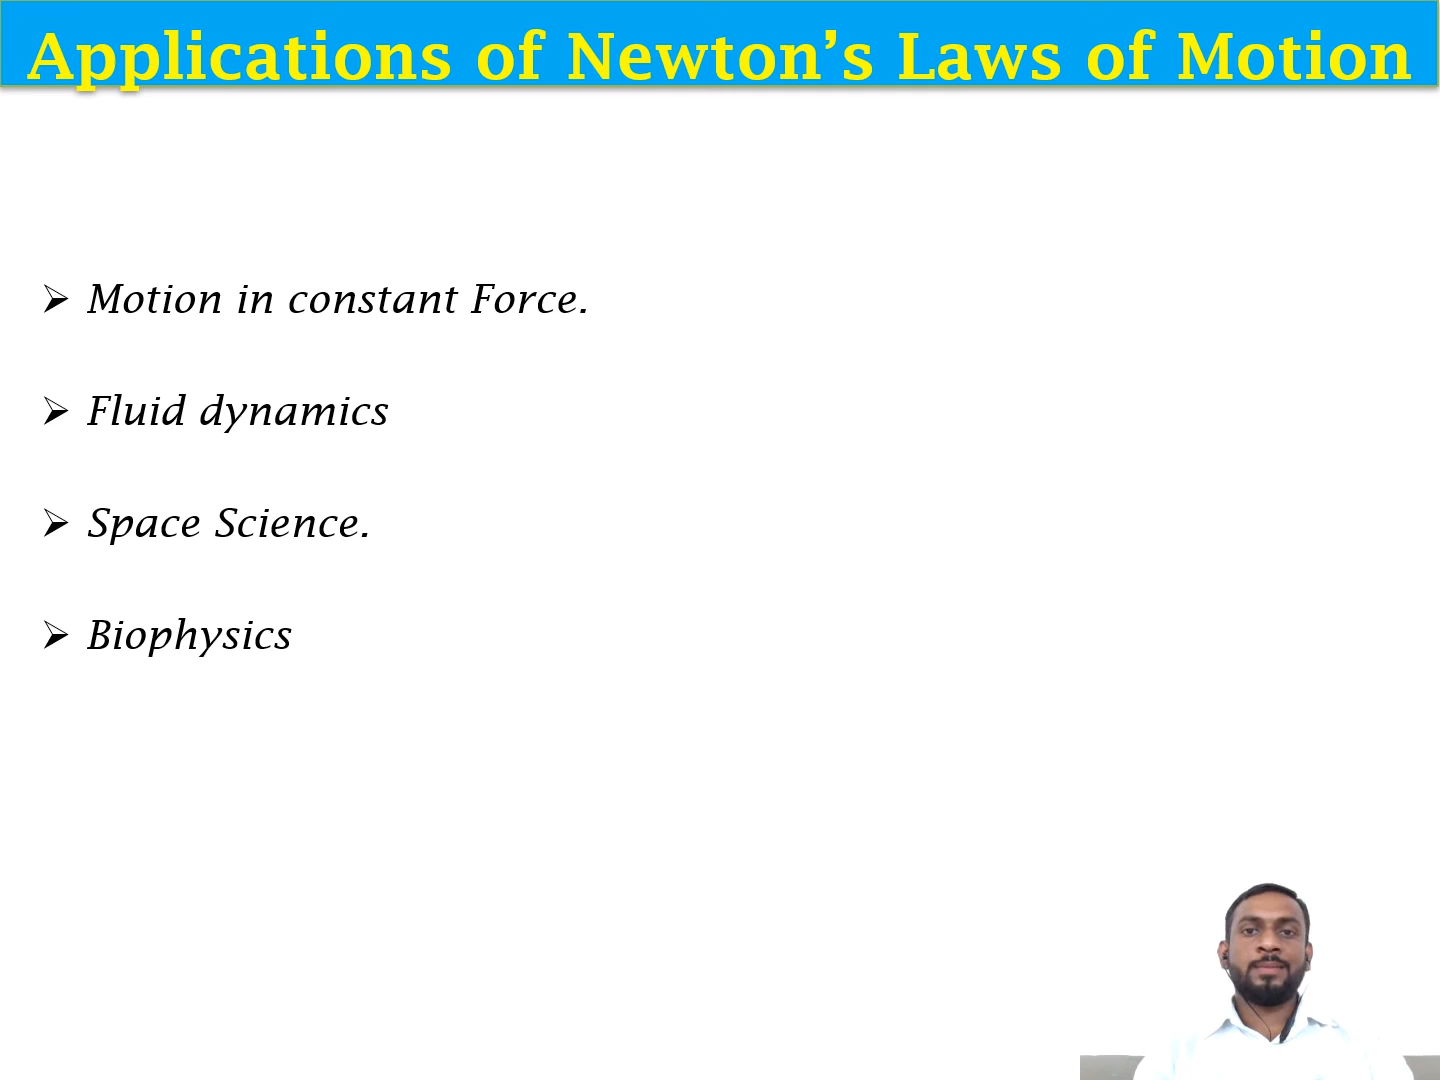 Applications of Newton’s Laws of Motion
➢ Motion in constant Force.
➢ Fluid dynamics
➢ Space Science.
➢ Biophysics